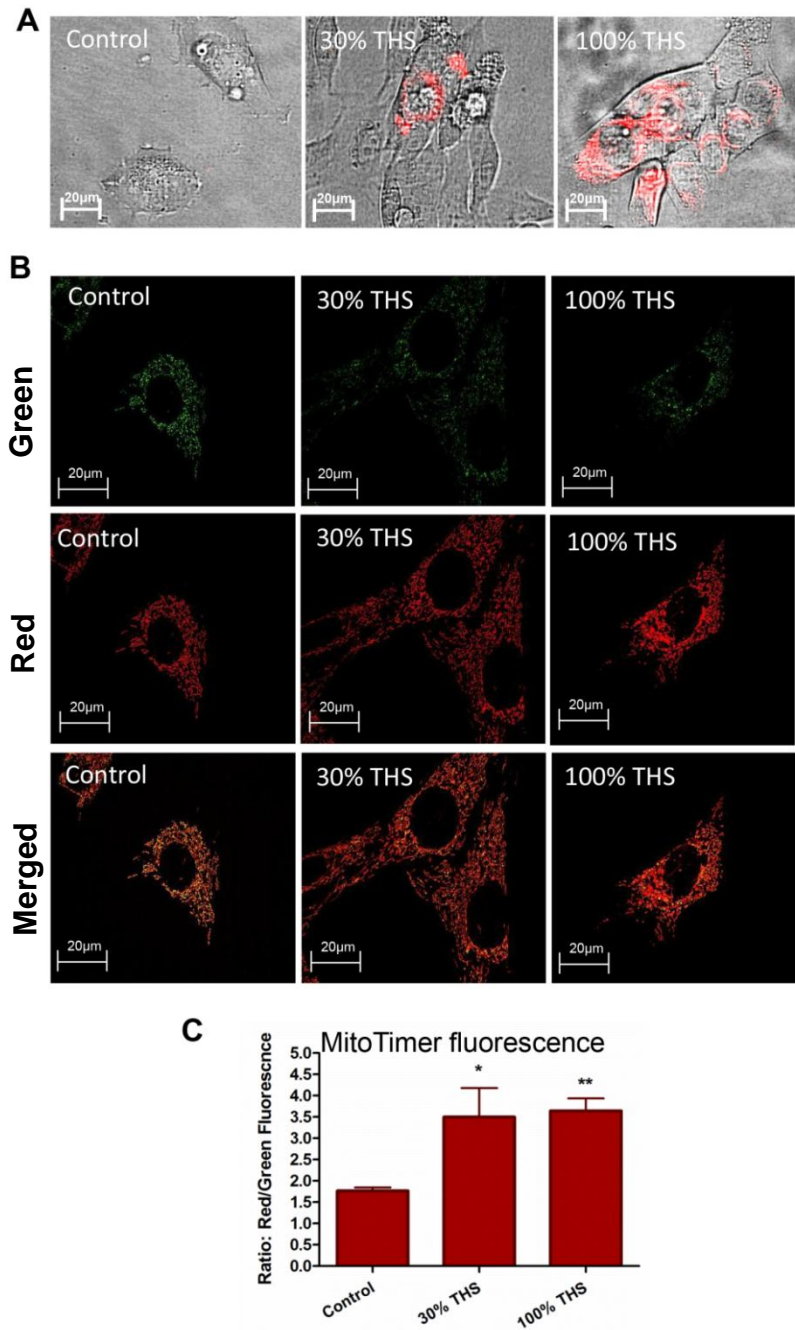 A
Control
30% THS
100% THS
20μm
20μm
20μm
B
Green
Control
30% THS
100% THS
20μm
20μm
20μm
Red
Control
30% THS
100% THS
20μm
20μm
20μm
Merged
Control
30% THS
100% THS
20μm
20μm
20μm
C
MitoTimer fluorescence
Ratio: Red/Green Fluorescnce
5.0
4.5
4.0
3.5
3.0
2.5
2.0
1.5
1.0
0.5
0.0
*
**
Control
30% THS
100% THS